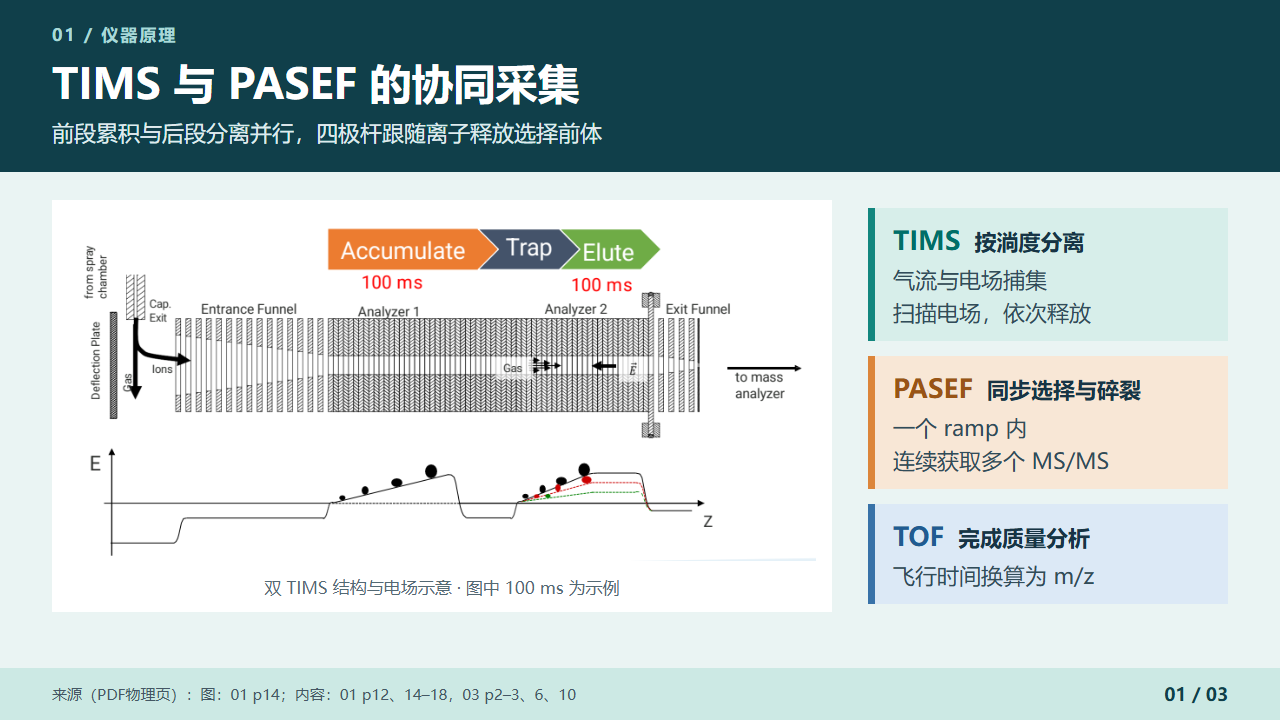 01 / 仪器原理
TIMS 与 PASEF 的协同采集
前段累积与后段分离并行，四极杆跟随离子释放选择前体
Accumulate
Trap
Elute
100 ms
100 ms
from spray
chamber
Cap.
Exit
Entrance Funnel
Analyzer 1
Analyzer 2
Exit Funnel
Deflection Plate
Gas
Ions
Gas
E
to mass
analyzer
E
Z
双 TIMS 结构与电场示意 · 图中 100 ms 为示例
TIMS 按淌度分离
气流与电场捕集
扫描电场，依次释放
PASEF 同步选择与碎裂
一个 ramp 内
连续获取多个 MS/MS
TOF 完成质量分析
飞行时间换算为 m/z
来源（PDF物理页）：图：01 p14；内容：01 p12、14–18，03 p2–3、6、10
01 / 03